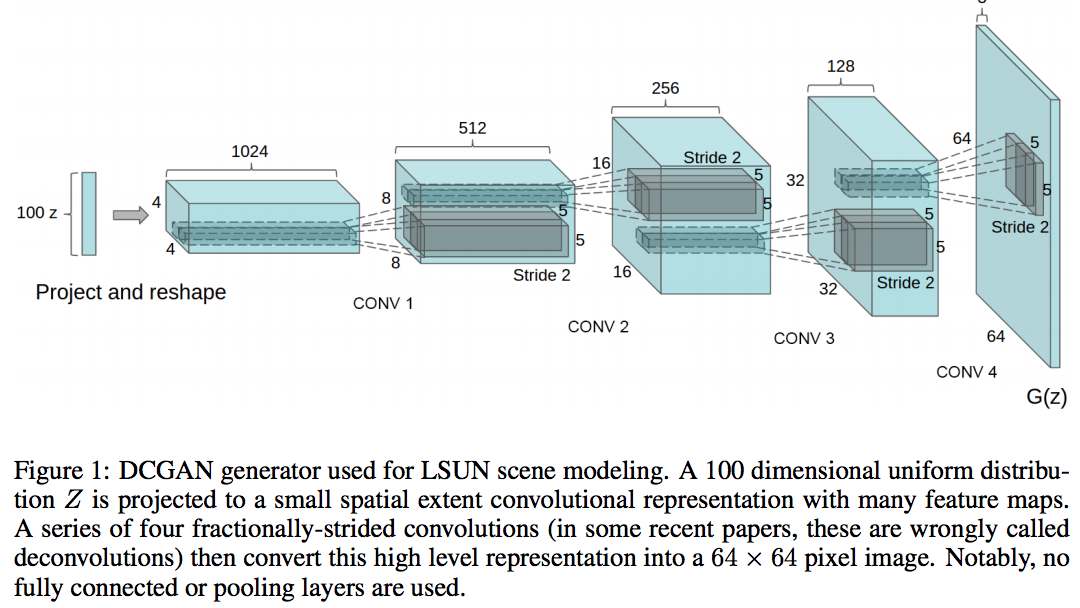 1024
512
256
128
100 z
4
4
8
8
5
5
Stride 2
16
16
Stride 2
5
5
32
32
5
5
Stride 2
64
64
5
5
Stride 2
Project and reshape
CONV 1
CONV 2
CONV 3
CONV 4
G(z)
Figure 1: DCGAN generator used for LSUN scene modeling. A 100 dimensional uniform distribu-
tion Z is projected to a small spatial extent convolutional representation with many feature maps.
A series of four fractionally-strided convolutions (in some recent papers, these are wrongly called
deconvolutions) then convert this high level representation into a 64 × 64 pixel image. Notably, no
fully connected or pooling layers are used.